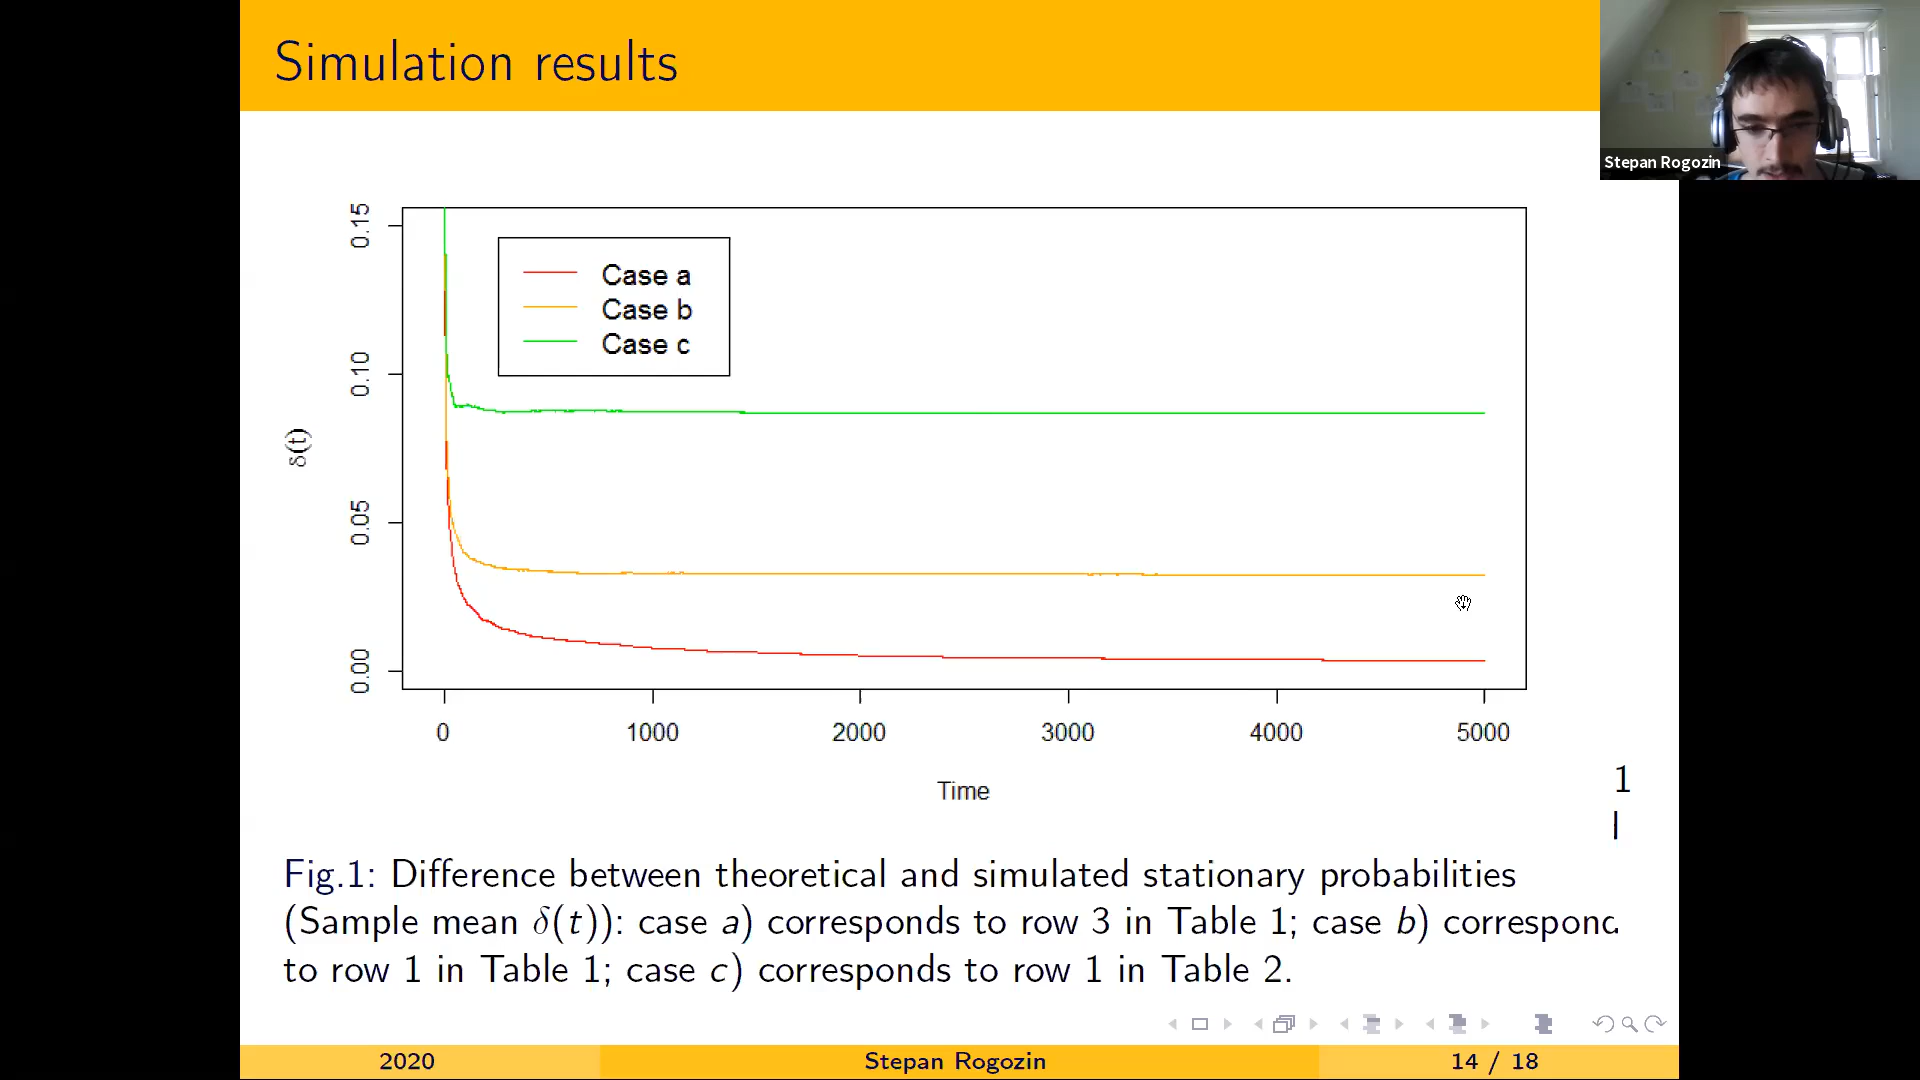 Simulation results
Stepan Rogozin
0.15
0.10
0.05
0.00
δ(t)
Case a
Case b
Case c
0 1000 2000 3000 4000 5000
Time
1
Fig.1: Difference between theoretical and simulated stationary probabilities
(Sample mean δ(t)): case a) corresponds to row 3 in Table 1; case b) correspond
to row 1 in Table 1; case c) corresponds to row 1 in Table 2.
2020 Stepan Rogozin 14 / 18